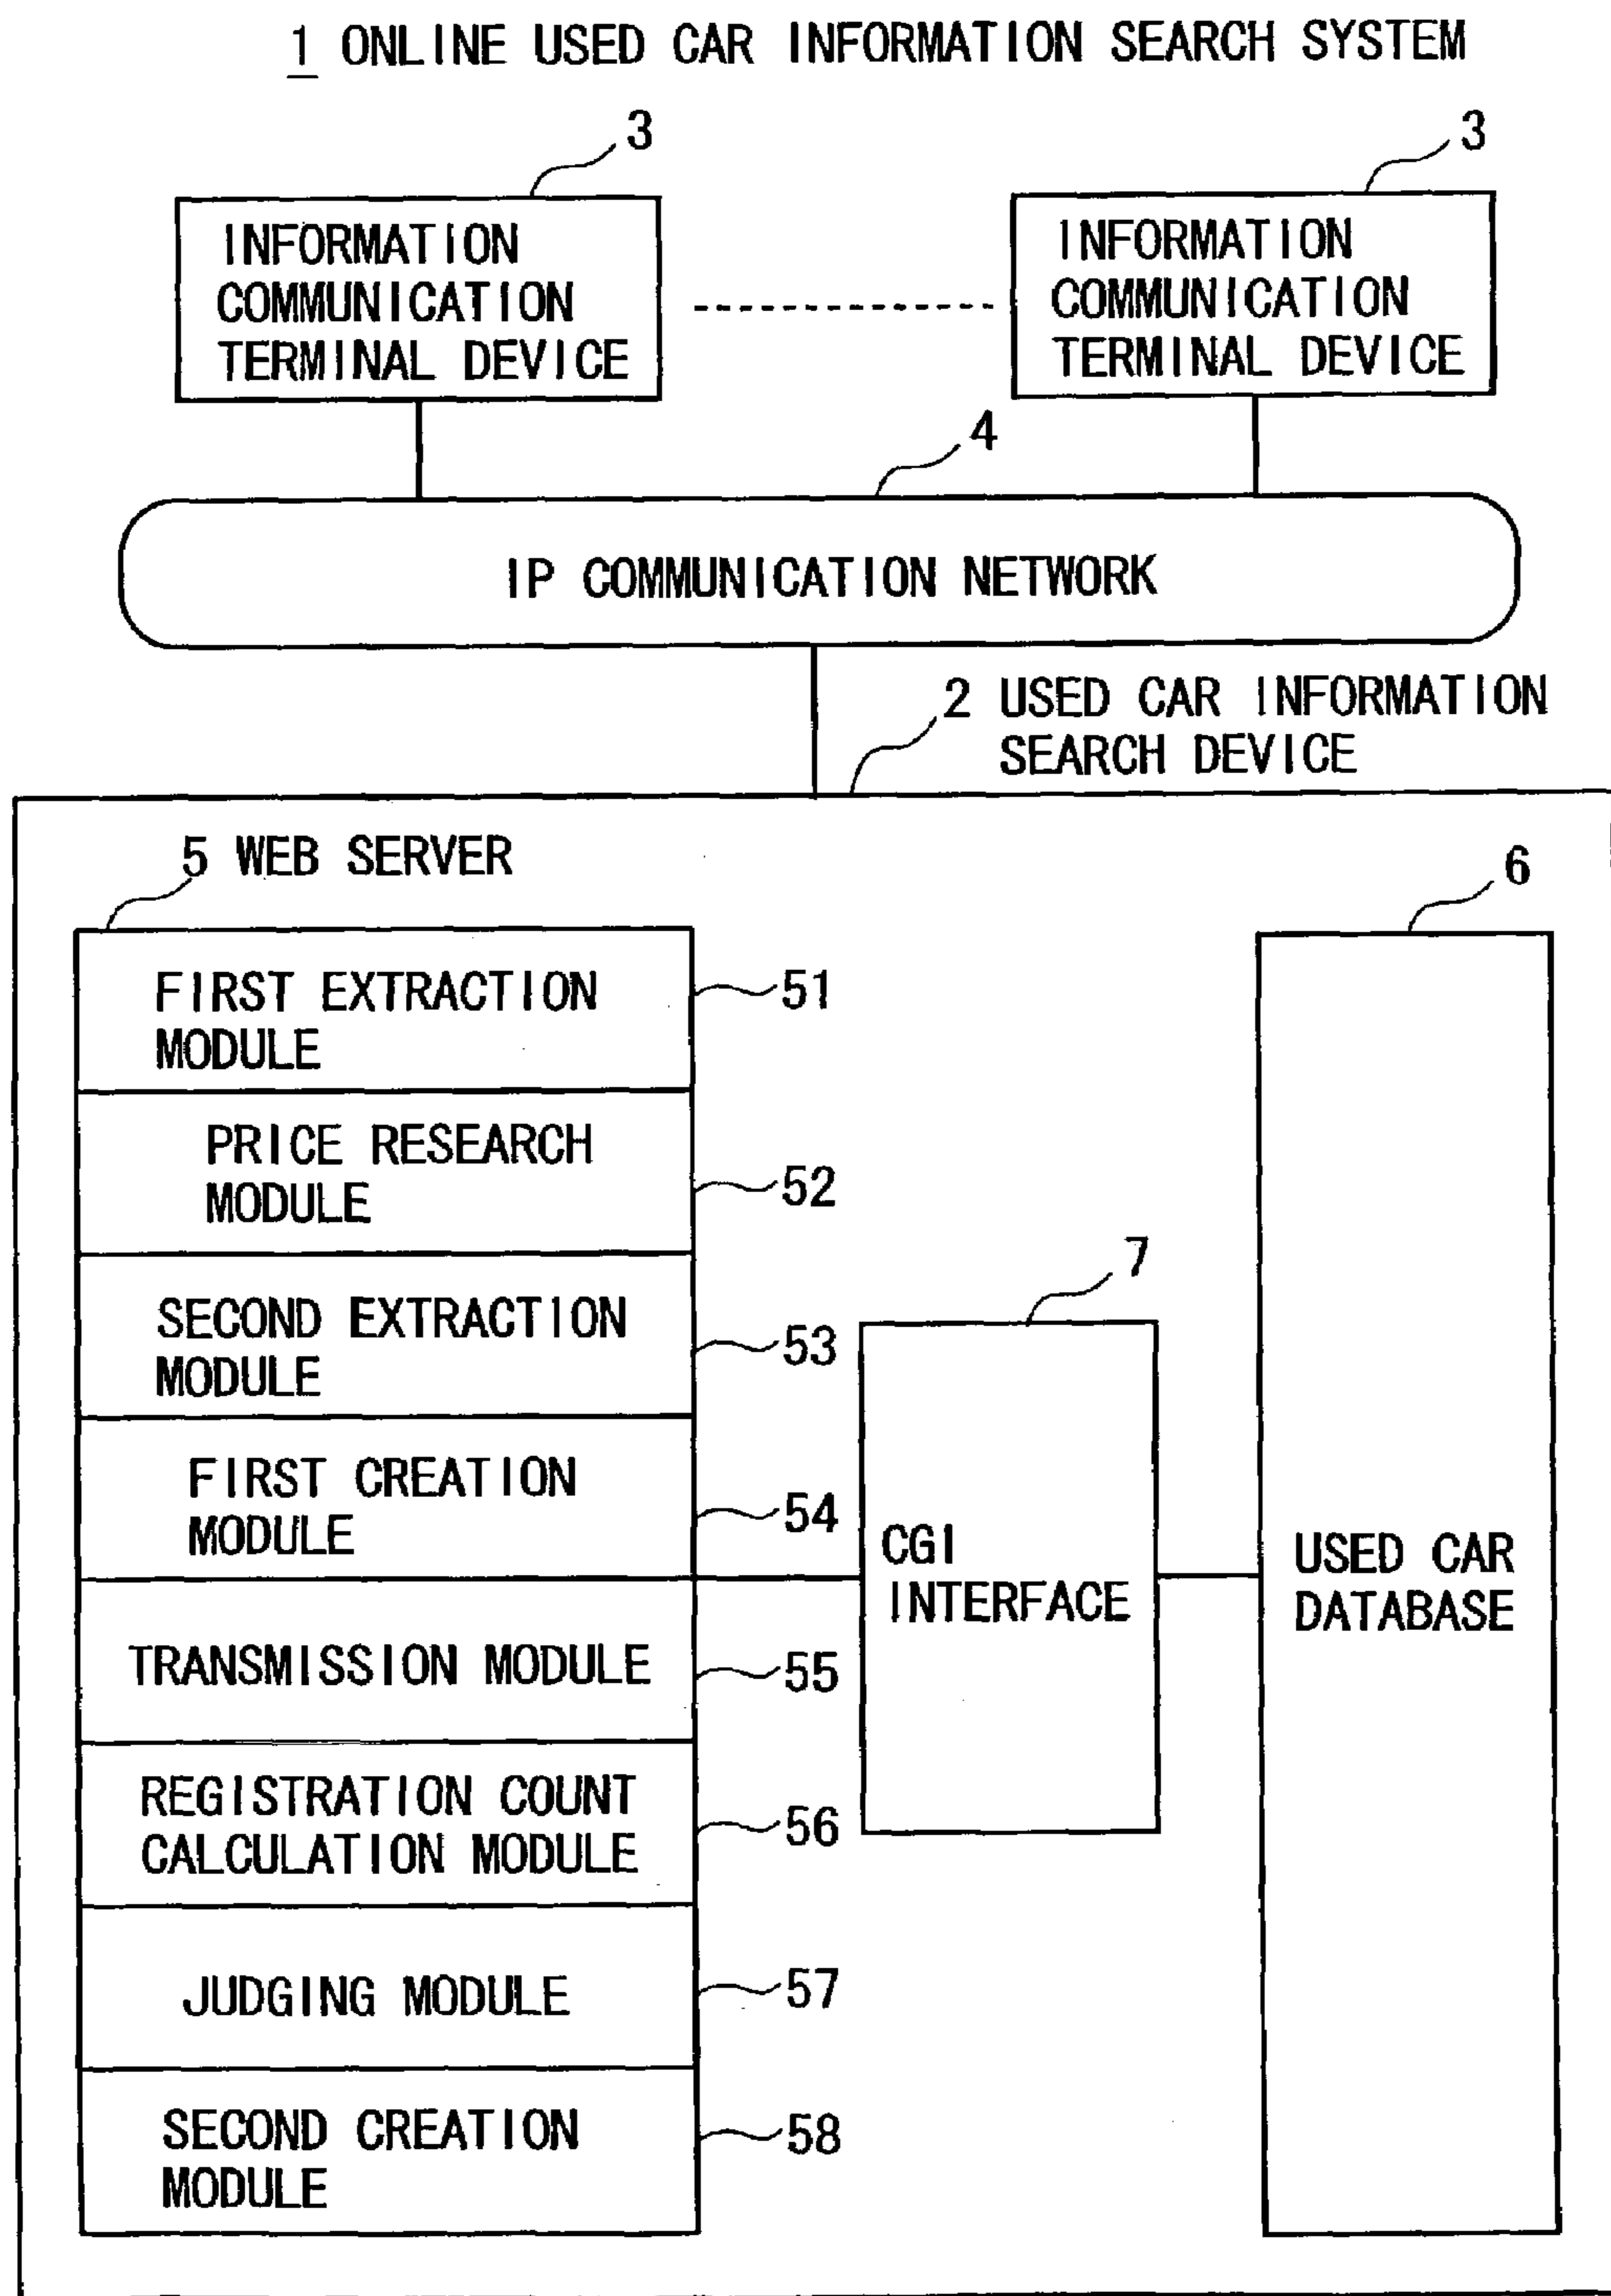 1 ONLINE USED CAR INFORMATION SEARCH SYSTEM
3
3
INFORMATION
COMMUNICATION
TERMINAL DEVICE
INFORMATION
COMMUNICATION
TERMINAL DEVICE
4
IP COMMUNICATION NETWORK
2 USED CAR INFORMATION
SEARCH DEVICE
5 WEB SERVER
6
FIRST EXTRACTION
MODULE
51
PRICE RESEARCH
MODULE
52
SECOND EXTRACTION
MODULE
53
FIRST CREATION
MODULE
54
TRANSMISSION MODULE
55
REGISTRATION COUNT
CALCULATION MODULE
56
JUDGING MODULE
57
SECOND CREATION
MODULE
58
7
CGI
INTERFACE
USED CAR
DATABASE